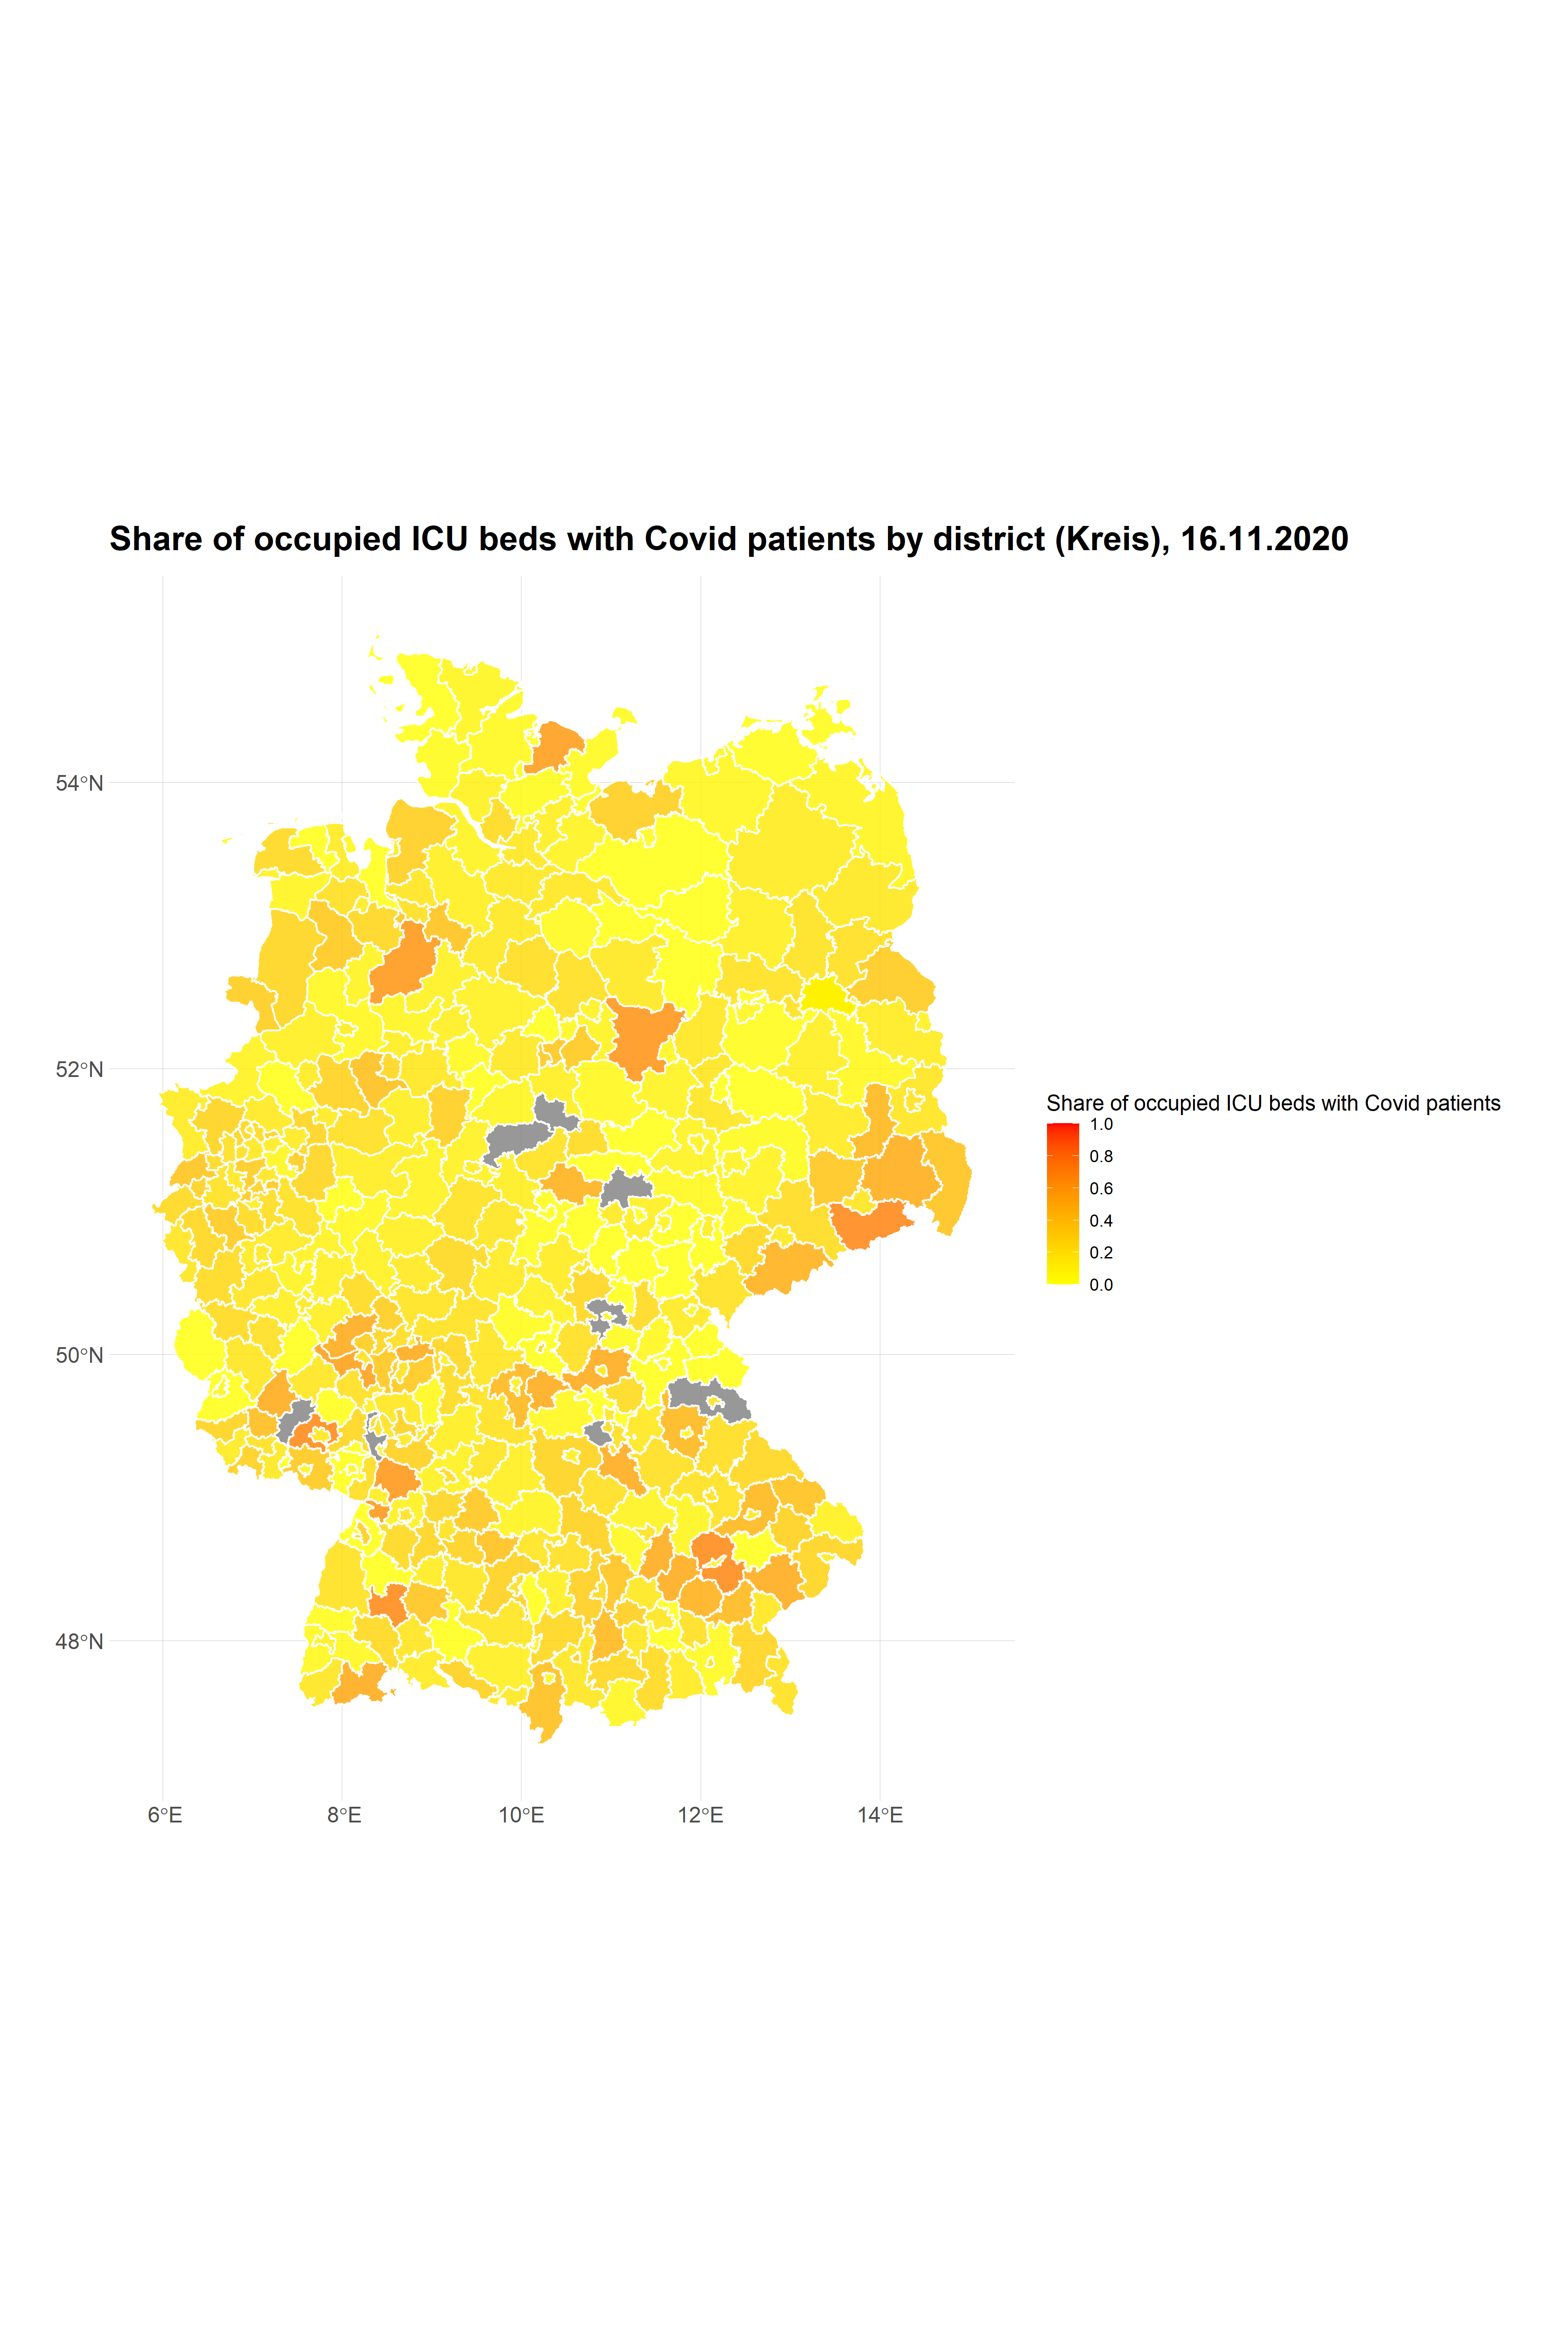 Share of occupied ICU beds with Covid patients by district (Kreis), 16.11.2020
54°N
52°N
50°N
48°N
6°E
8°E
10°E
12°E
14°E
Share of occupied ICU beds with Covid patients
1.0
0.8
0.6
0.4
0.2
0.0